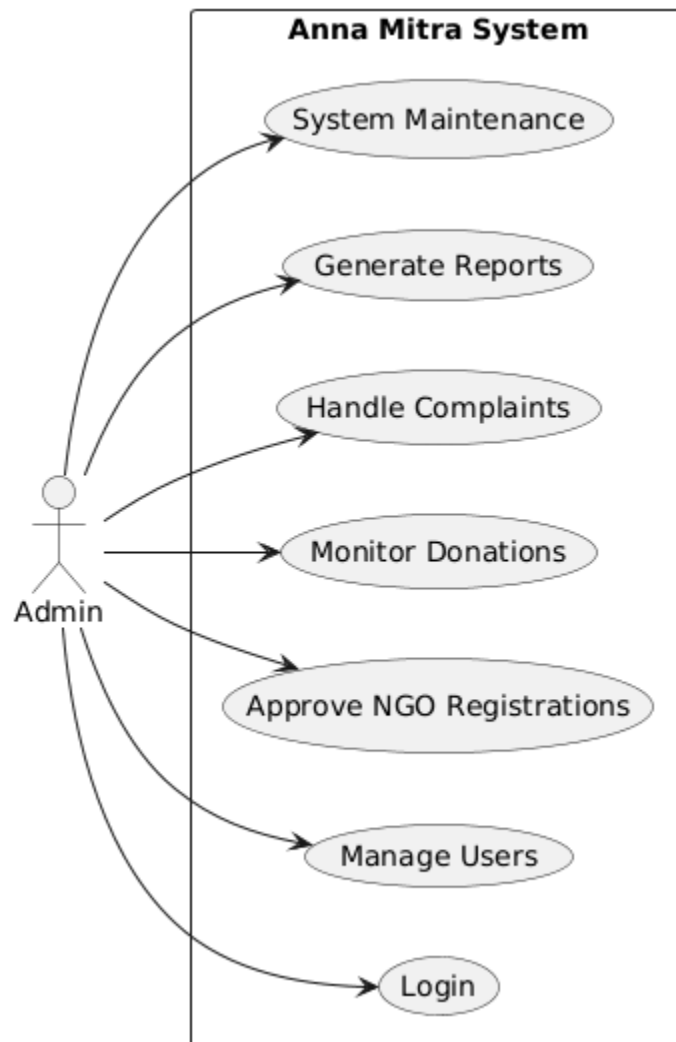 Anna Mitra System
System Maintenance
Generate Reports
Handle Complaints
Monitor Donations
Admin
Approve NGO Registrations
Manage Users
Login